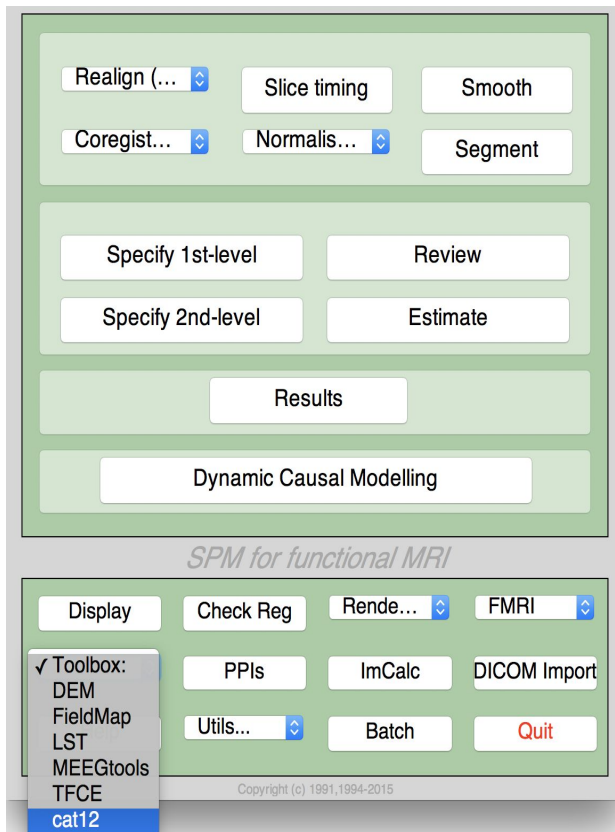 Realign (...
Slice timing
Smooth
Coregist...
Normalis...
Segment
Specify 1st-level
Review
Specify 2nd-level
Estimate
Results
Dynamic Causal Modelling
SPM for functional MRI
Display
Check Reg
Rende...
FMRI
✓ Toolbox:
PPIs
ImCalc
DICOM Import
DEM
FieldMap
LST
MEEGtools
TFCE
cat12
Utils...
Batch
Quit
Copyright (c) 1991,1994-2015